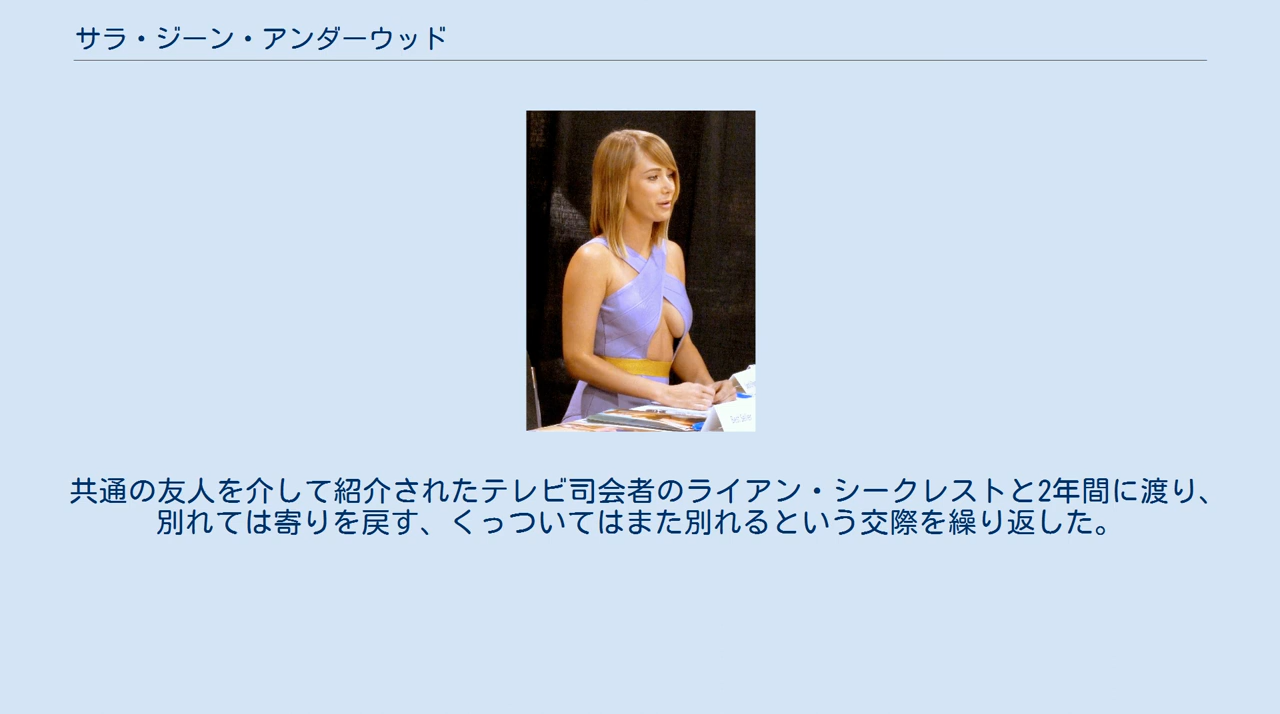 サラ・ジーン・アンダーウッド
共通の友人を介して紹介されたテレビ司会者のライアン・シークレストと2年間に渡り、
別れては寄りを戻す、くっついてはまた別れるという交際を繰り返した。